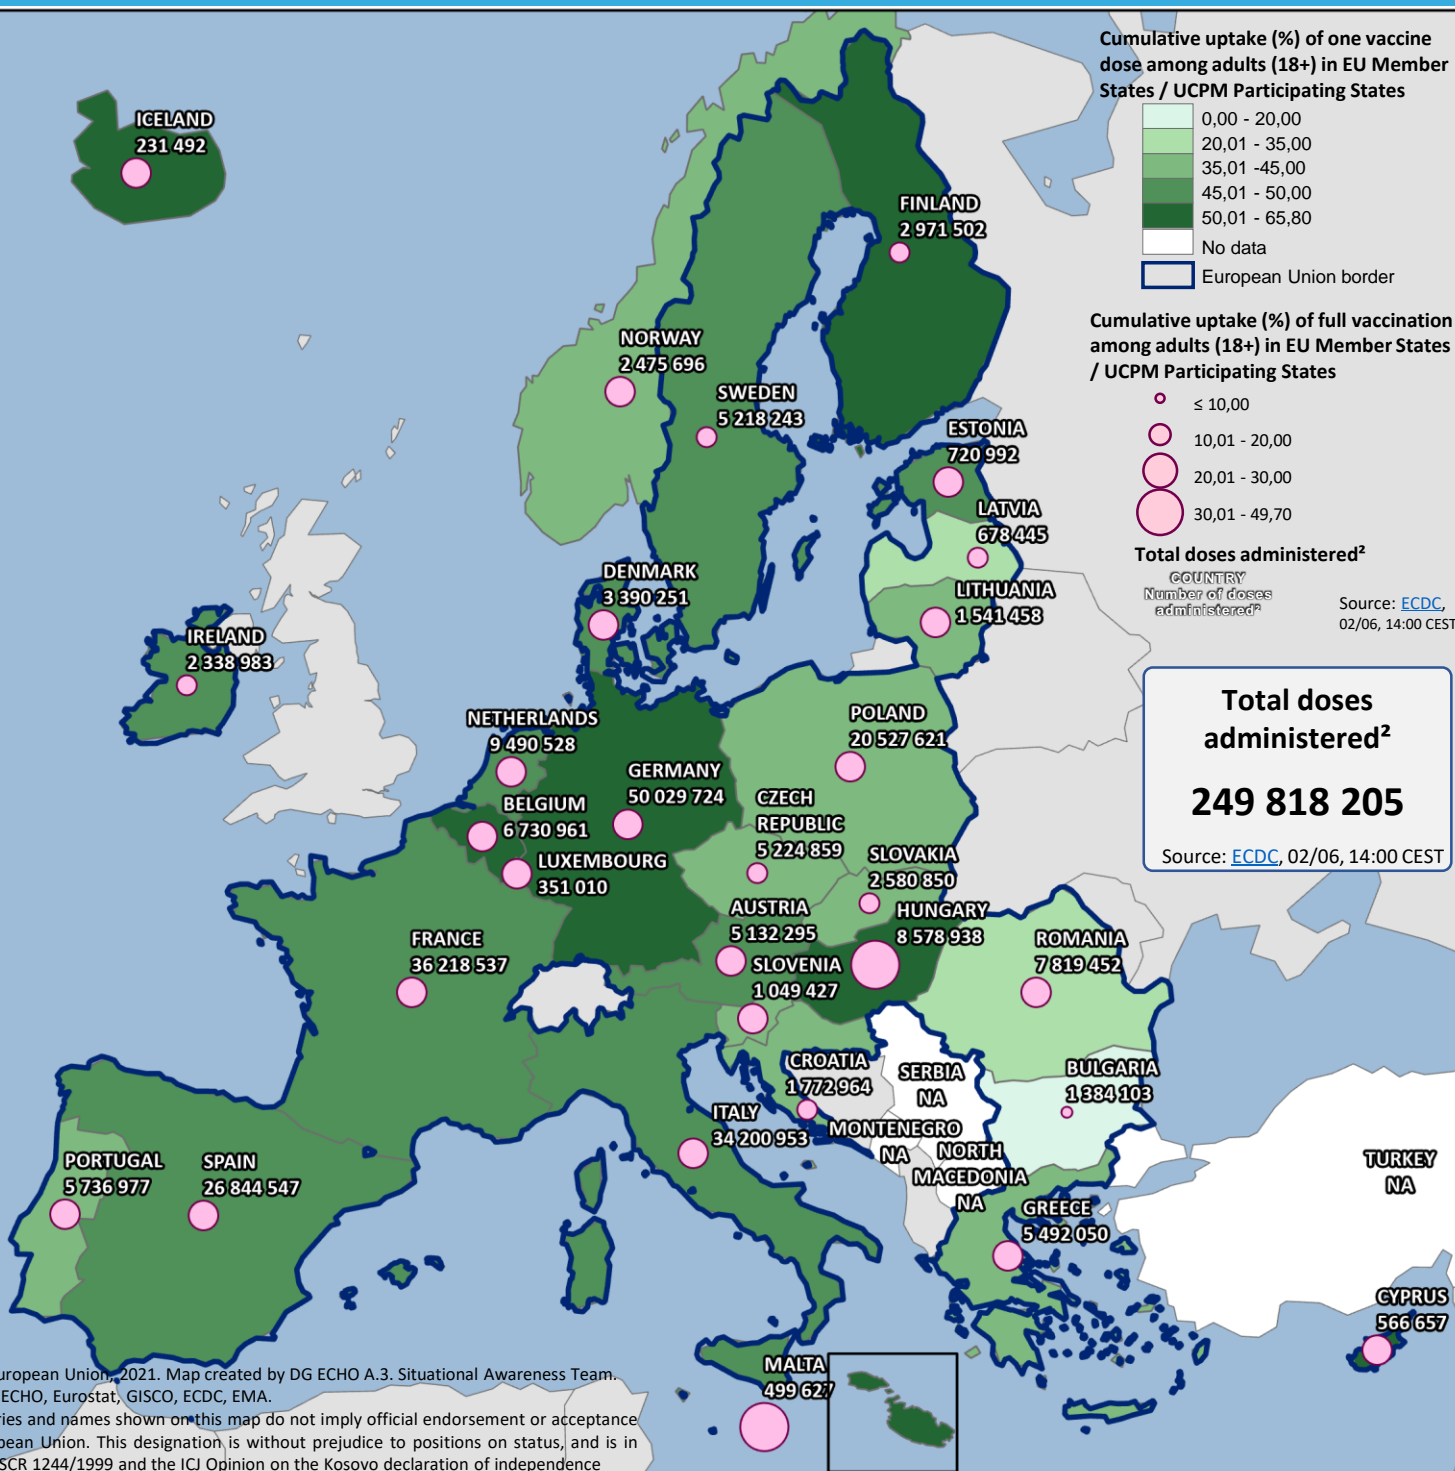 Cumulative uptake (%) of one vaccine
dose among adults (18+) in EU Member
States / UCPM Participating States
0,00 - 20,00
20,01 - 35,00
35,01 -45,00
45,01 - 50,00
50,01 - 65,80
No data
European Union border
Cumulative uptake (%) of full vaccination
among adults (18+) in EU Member States
/ UCPM Participating States
≤ 10,00
10,01 - 20,00
20,01 - 30,00
30,01 - 49,70
Total doses administered²
COUNTRY
Number of doses
administered²
Source: ECDC,
02/06, 14:00 CEST
Total doses
administered²
249 818 205
Source: ECDC, 02/06, 14:00 CEST
ICELAND
231 492
FINLAND
2 971 502
NORWAY
2 475 696
SWEDEN
5 218 243
ESTONIA
720 992
LATVIA
678 445
DENMARK
3 390 251
LITHUANIA
1 541 458
IRELAND
2 338 983
NETHERLANDS
9 490 528
POLAND
20 527 621
GERMANY
50 029 724
BELGIUM
6 730 961
CZECH
REPUBLIC
5 224 859
LUXEMBOURG
351 010
SLOVAKIA
2 580 850
AUSTRIA
5 132 295
HUNGARY
8 578 938
FRANCE
36 218 537
SLOVENIA
1 049 427
ROMANIA
7 819 452
CROATIA
1 772 964
SERBIA
NA
BULGARIA
1 384 103
ITALY
34 200 953
MONTENEGRO
NA
NORTH
MACEDONIA
NA
PORTUGAL
5 736 977
SPAIN
26 844 547
TURKEY
NA
GREECE
5 492 050
CYPRUS
566 657
MALTA
499 627
uropean Union, 2021. Map created by DG ECHO A.3. Situational Awareness Team.
ECHO, Eurostat, GISCO, ECDC, EMA.
ries and names shown on this map do not imply official endorsement or acceptance
pean Union. This designation is without prejudice to positions on status, and is in
SCR 1244/1999 and the ICJ Opinion on the Kosovo declaration of independence